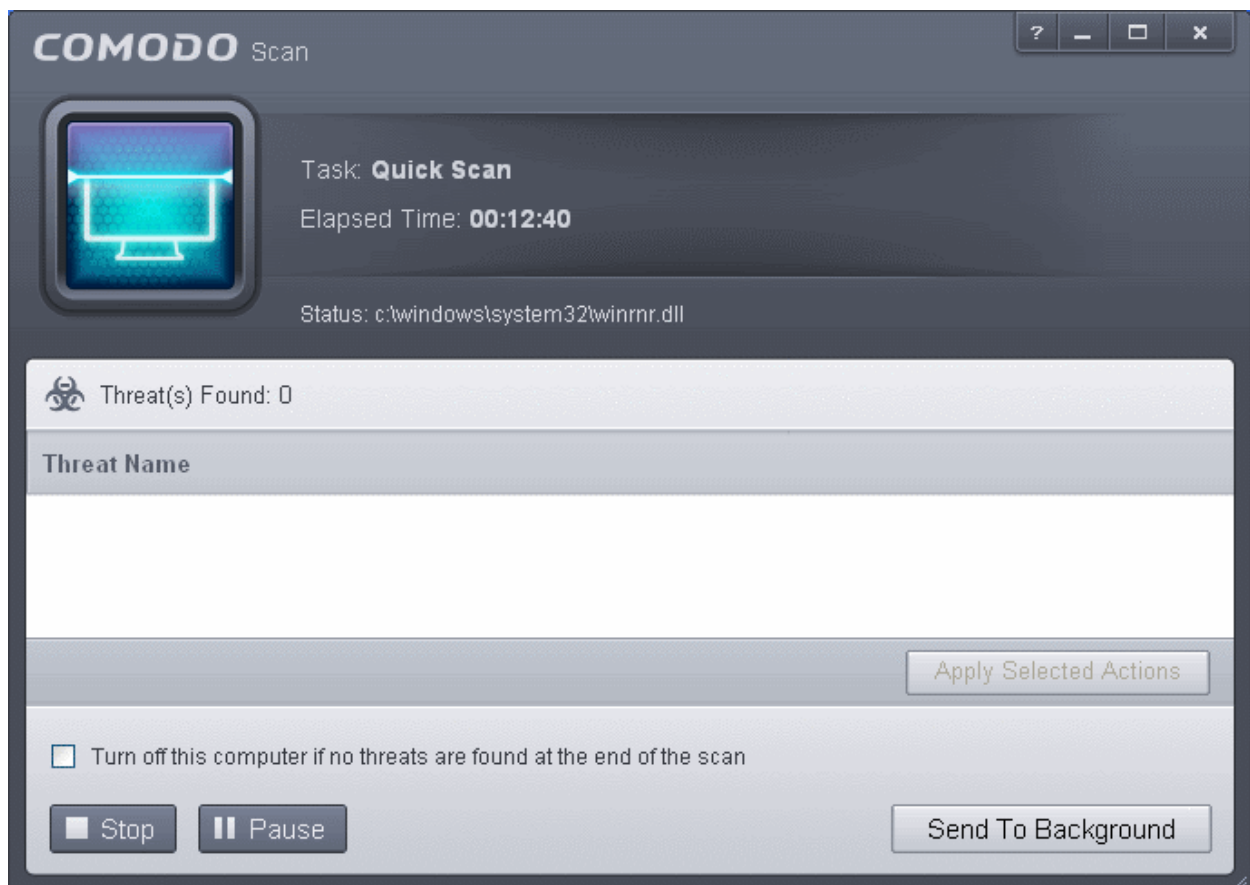 COMODO Scan
?
Task: Quick Scan
Elapsed Time: 00:12:40
Status: c:\windows\system32\winrnr.dll
Threat(s) Found: 0
Threat Name
Apply Selected Actions
Turn off this computer if no threats are found at the end of the scan
Stop
Pause
Send To Background